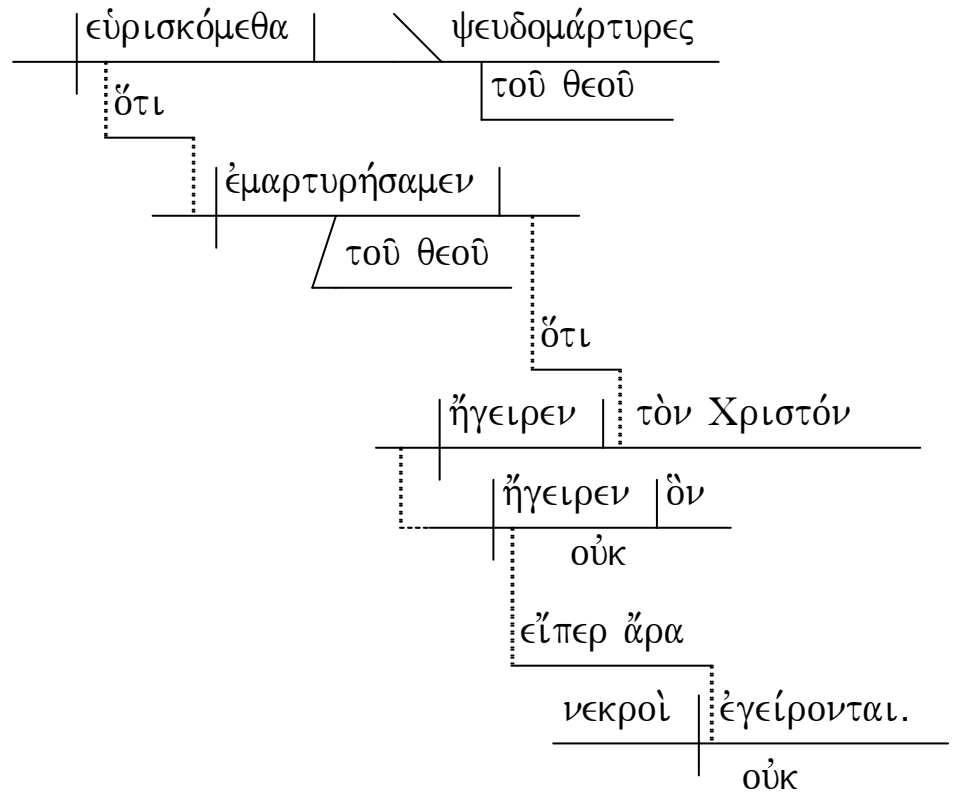 εὑρισκόμεθα ψευδομάρτυρες
τοῦ θεοῦ
ὅτι
ἐμαρτυρήσαμεν
τοῦ θεοῦ
ὅτι
ἤγειρεν τὸν Χριστόν
ἤγειρεν ὃν
οὐκ
εἴπερ ἄρα
νεκροὶ ἐγείρονται.
οὐκ